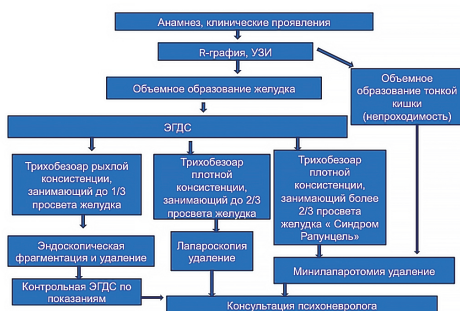 Анамнез, клинические проявления
R-графия, УЗИ
Объемное образование желудка
Объемное
образование тонкой
кишки
(непроходимость)
ЭГДС
Трихобезоар рыхлой
консистенции,
занимающий до 1/3
просвета желудка
Трихобезоар
плотной
консистенции,
занимающий до 2/3
просвета желудка
Трихобезоар
плотной
консистенции,
занимающий более
2/3 просвета
желудка « Синдром
Рапунцель»
Эндоскопическая
фрагментация и удаление
Лапароскопия
удаление
Минилапаротомия удаление
Контрольная ЭГДС по
показаниям
Консультация психоневролога